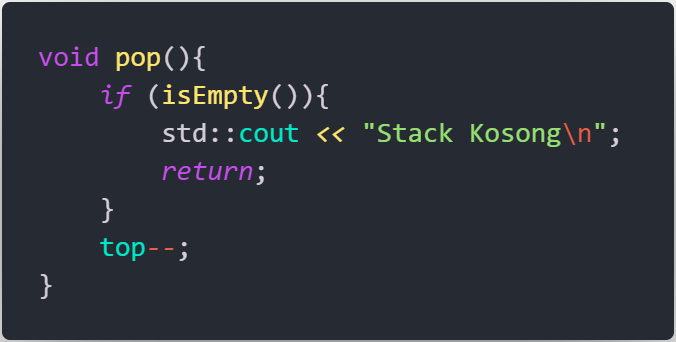 void pop(){
    if (isEmpty()){
        std::cout << "Stack Kosong\n";
        return;
    }
    top--;
}